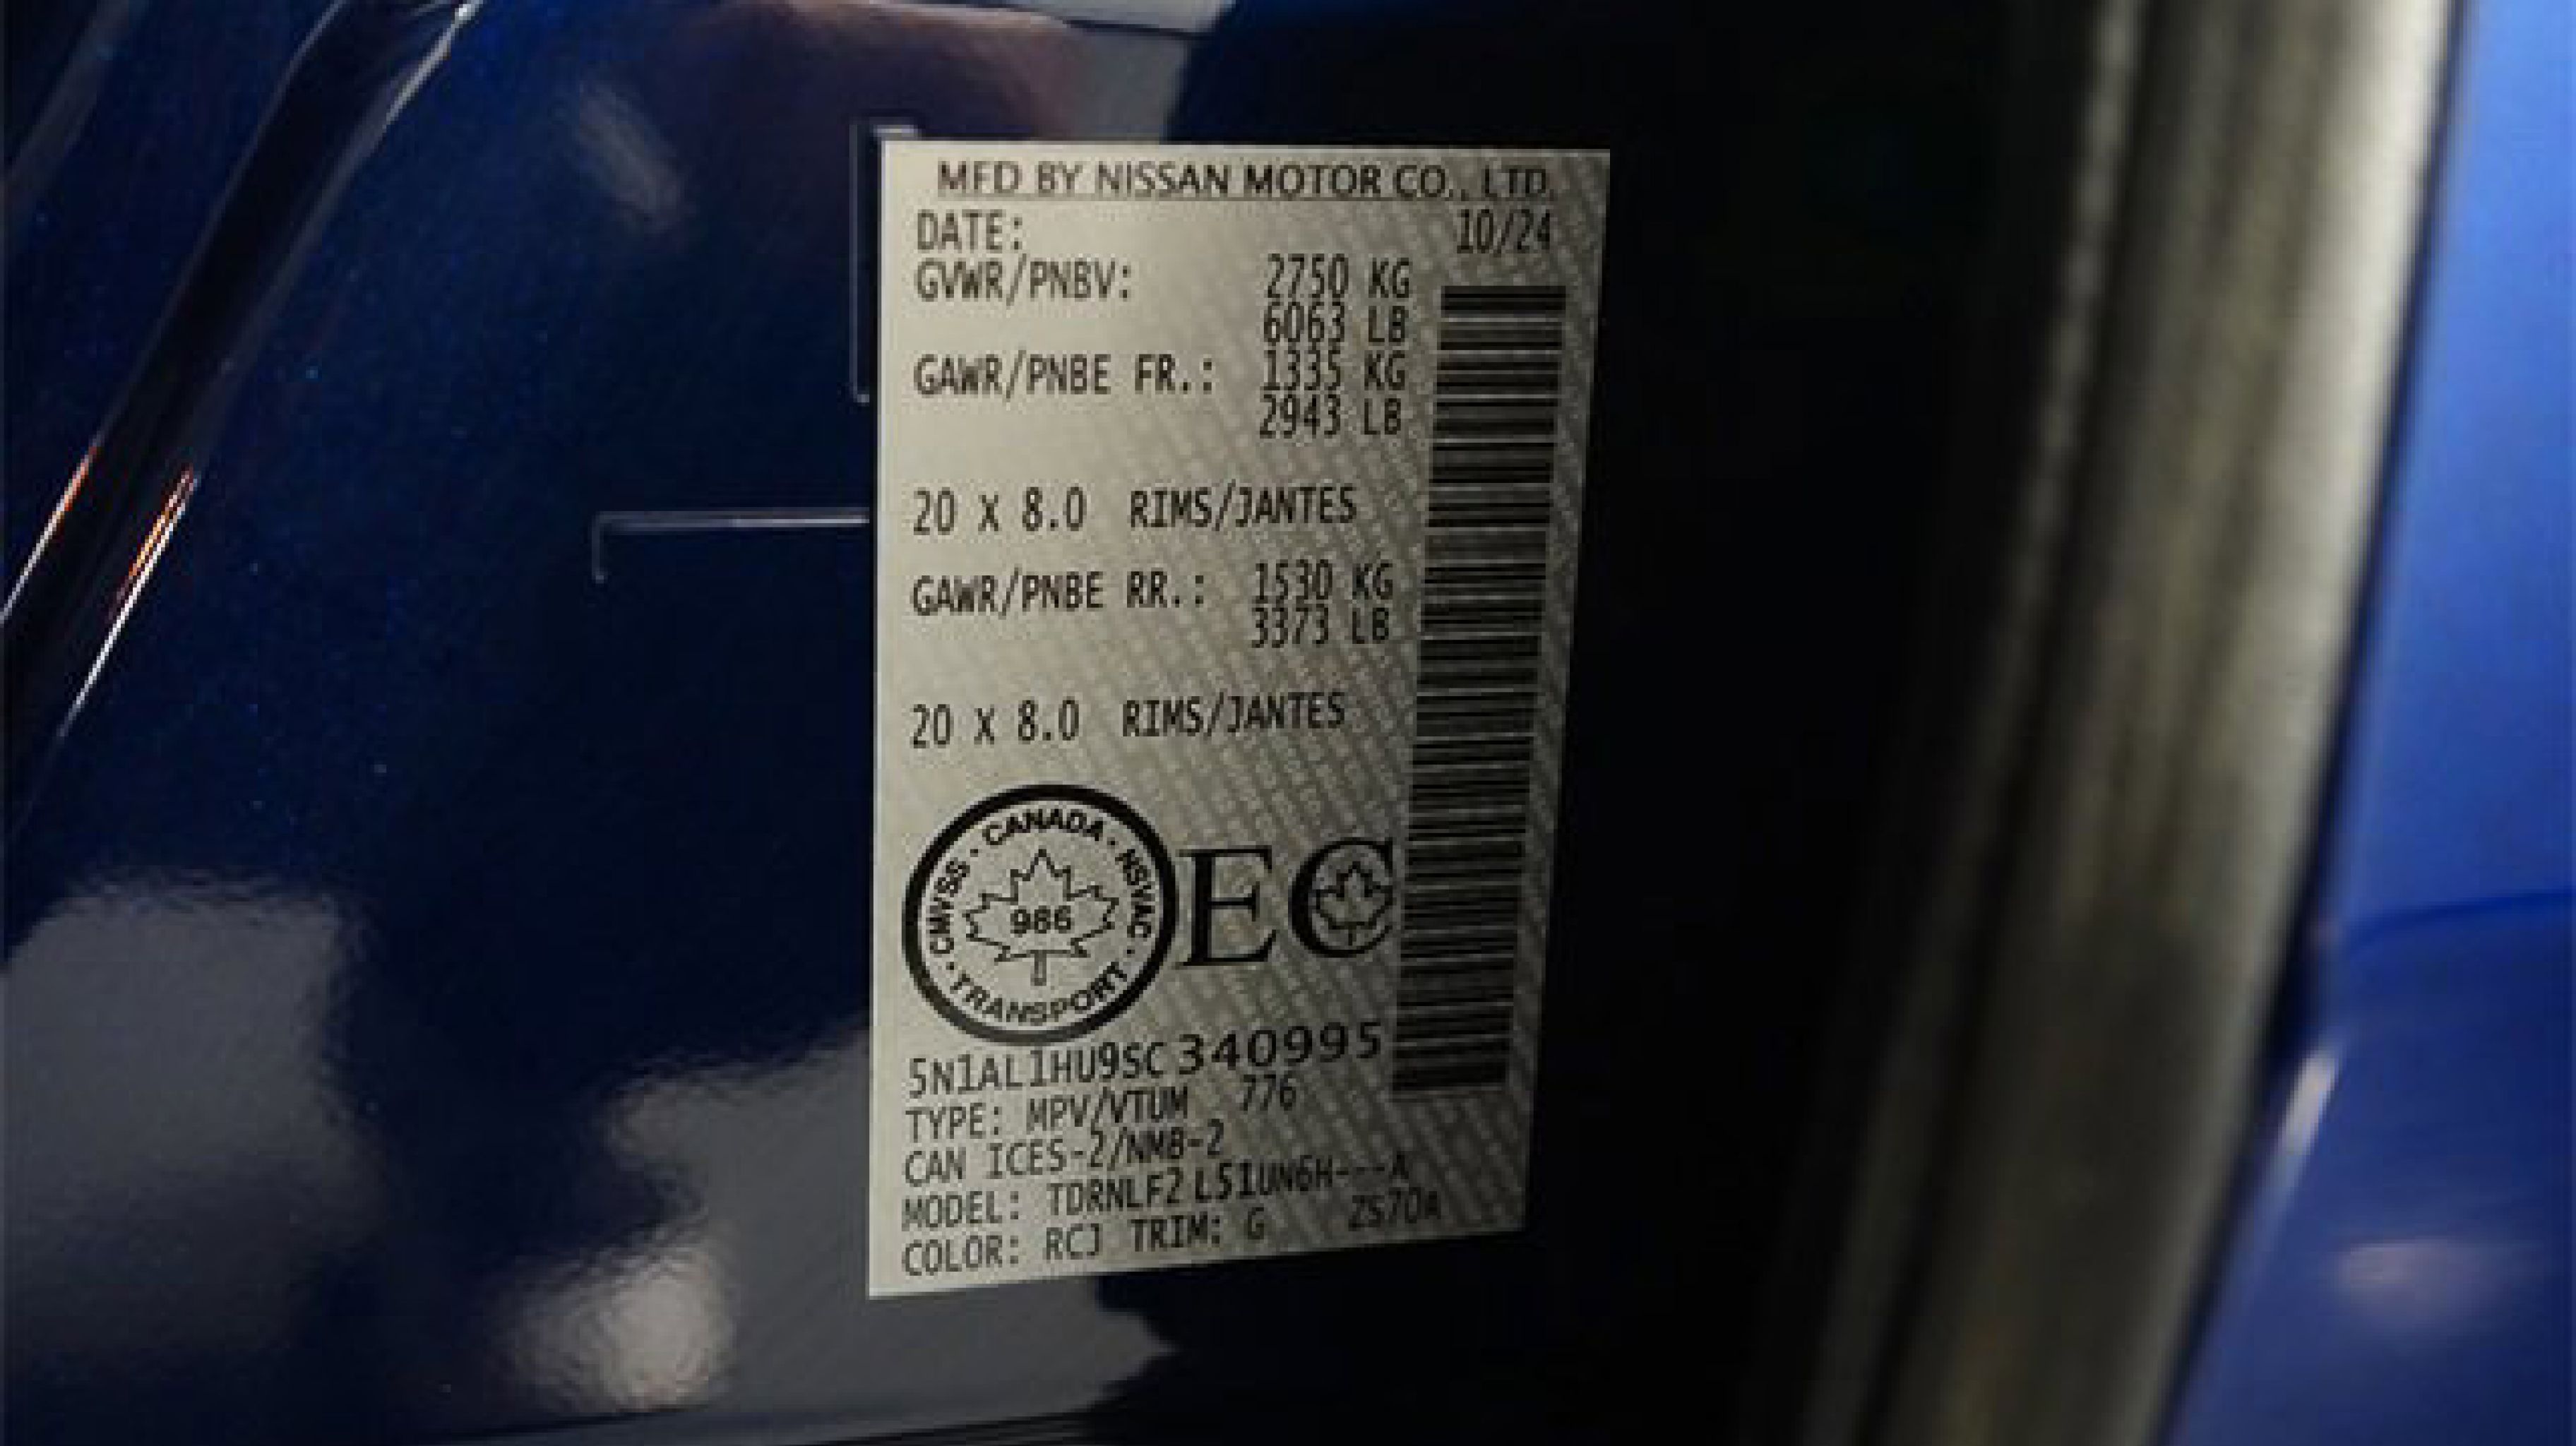 MFD BY NISSAN MOTOR CO., LTD.
DATE: 10/24
GVWR/PNBV: 2750 KG
6063 LB
GAWR/PNBE FR.: 1335 KG
2943 LB
20 X 8.0 RIMS/JANTES
GAWR/PNBE RR.: 1530 KG
3373 LB
20 X 8.0 RIMS/JANTES
CANADA · NSVAC · TRANSPORT · CMVSS ·
986
EC
5N1AL1HU9SC340995
TYPE: MPV/VTUM 776
CAN ICES-2/NMB-2
MODEL: TDRNLF2 L51UN6H---A
COLOR: RCJ TRIM: G ZS70A